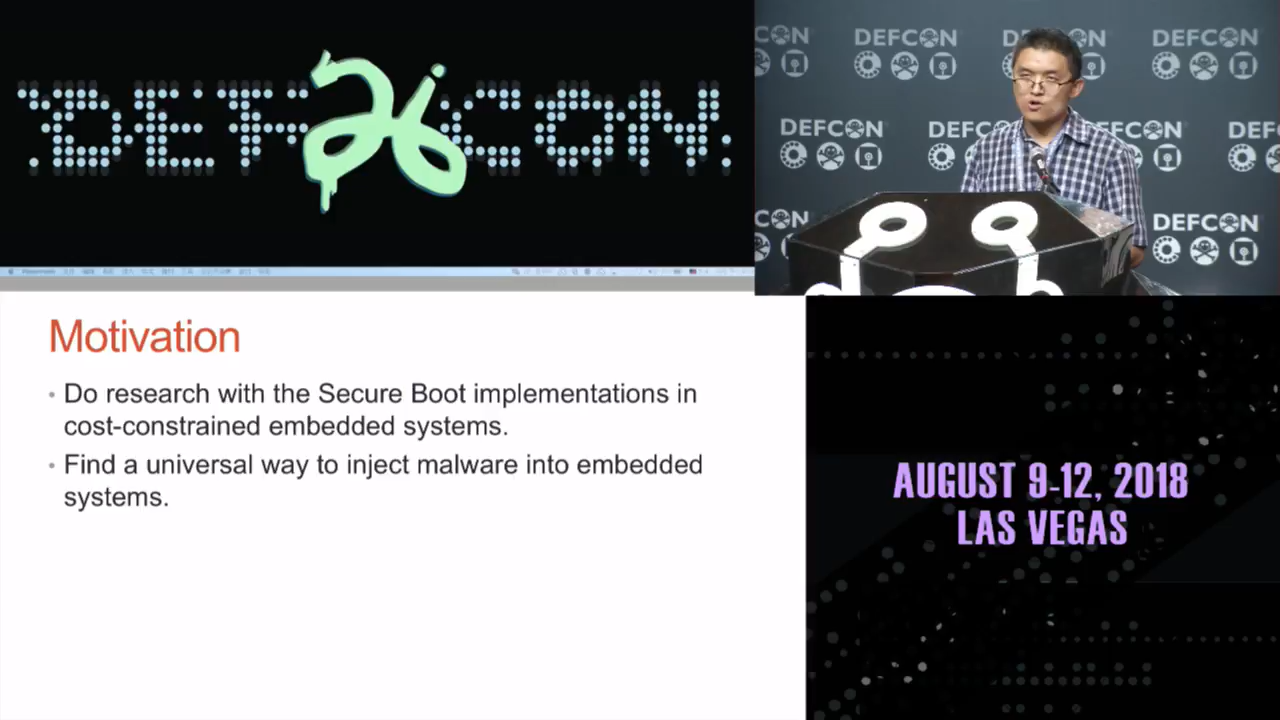 DEF 26 CON
DEFCON
DEFCON
DEFCON
DEFCON
DEFCON
DEFCON
DEFCON
Motivation
• Do research with the Secure Boot implementations in
cost-constrained embedded systems.
• Find a universal way to inject malware into embedded
systems.
AUGUST 9-12, 2018
LAS VEGAS